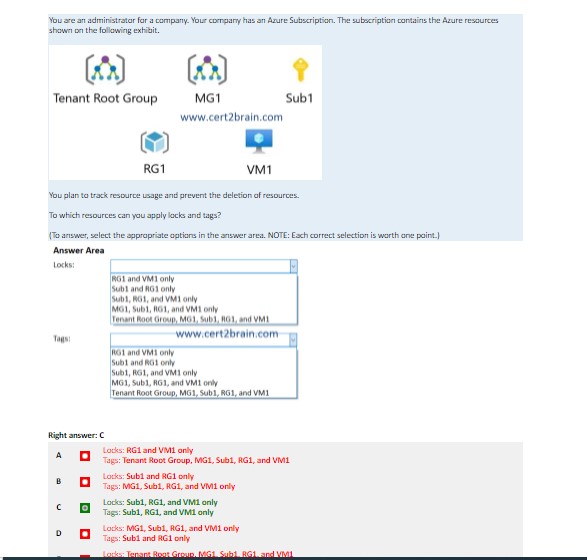 You are an administrator for a company. Your company has an Azure Subscription. The subscription contains the Azure resources
shown on the following exhibit.
Tenant Root Group
MG1
Sub1
www.cert2brain.com
RG1
VM1
You plan to track resource usage and prevent the deletion of resources.
To which resources can you apply locks and tags?
(To answer, select the appropriate options in the answer area. NOTE: Each correct selection is worth one point.)
Answer Area
Locks:
RG1 and VM1 only
Sub1 and RG1 only
Sub1, RG1, and VM1 only
MG1, Sub1, RG1, and VM1 only
Tenant Root Group, MG1, Sub1, RG1, and VM1
www.cert2brain.com
Tags:
RG1 and VM1 only
Sub1 and RG1 only
Sub1, RG1, and VM1 only
MG1, Sub1, RG1, and VM1 only
Tenant Root Group, MG1, Sub1, RG1, and VM1
Right answer: C
A
Locks: RG1 and VM1 only
Tags: Tenant Root Group, MG1, Sub1, RG1, and VM1
B
Locks: Sub1 and RG1 only
Tags: MG1, Sub1, RG1, and VM1 only
C
Locks: Sub1, RG1, and VM1 only
Tags: Sub1, RG1, and VM1 only
D
Locks: MG1, Sub1, RG1, and VM1 only
Tags: Sub1 and RG1 only
Locks: Tenant Root Group, MG1, Sub1, RG1, and VM1